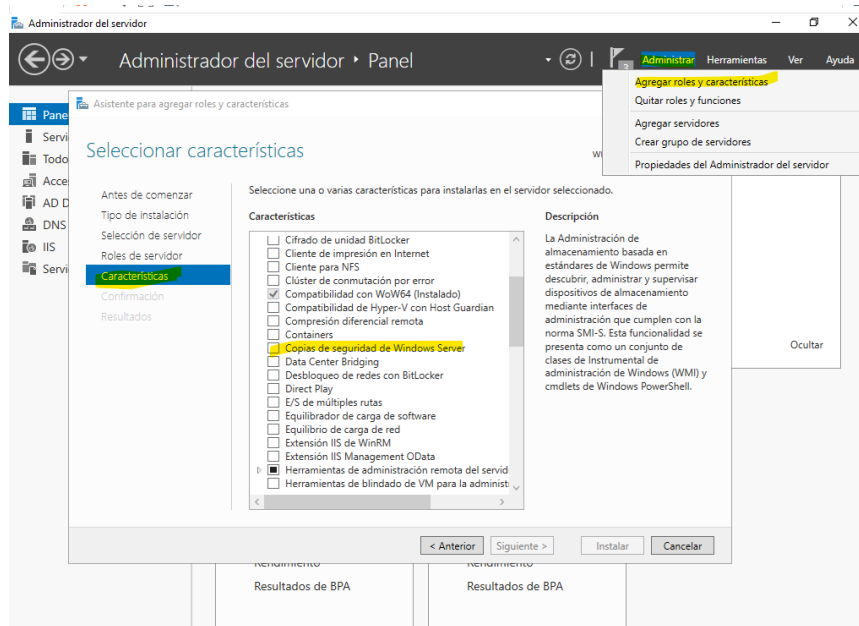 Administrador del servidor
Administrador del servidor • Panel
Administrar Herramientas Ver Ayuda
Agregar roles y características
Quitar roles y funciones
Agregar servidores
Crear grupo de servidores
Propiedades del Administrador del servidor
Asistente para agregar roles y características
Seleccionar características
Antes de comenzar
Tipo de instalación
Selección de servidor
Roles de servidor
Características
Confirmación
Resultados
Seleccione una o varias características para instalarlas en el servidor seleccionado.
Características
Cifrado de unidad BitLocker
Cliente de impresión en Internet
Cliente para NFS
Clúster de conmutación por error
Compatibilidad con WoW64 (Instalado)
Compatibilidad de Hyper-V con Host Guardian
Compresión diferencial remota
Containers
Copias de seguridad de Windows Server
Data Center Bridging
Desbloqueo de redes con BitLocker
Direct Play
E/S de múltiples rutas
Equilibrador de carga de software
Equilibrio de carga de red
Extensión IIS de WinRM
Extensión IIS Management OData
Herramientas de administración remota del servid
Herramientas de blindado de VM para la administ
Descripción
La Administración de
almacenamiento basada en
estándares de Windows permite
descubrir, administrar y supervisar
dispositivos de almacenamiento
mediante interfaces de
administración que cumplen con la
norma SMI-S. Esta funcionalidad se
presenta como un conjunto de
clases de Instrumental de
administración de Windows (WMI) y
cmdlets de Windows PowerShell.
< Anterior Siguiente > Instalar Cancelar
Pane
Servi
Todo
Acce
AD D
DNS
IIS
Servi
Ocultar
Rendimiento Rendimiento
Resultados de BPA Resultados de BPA